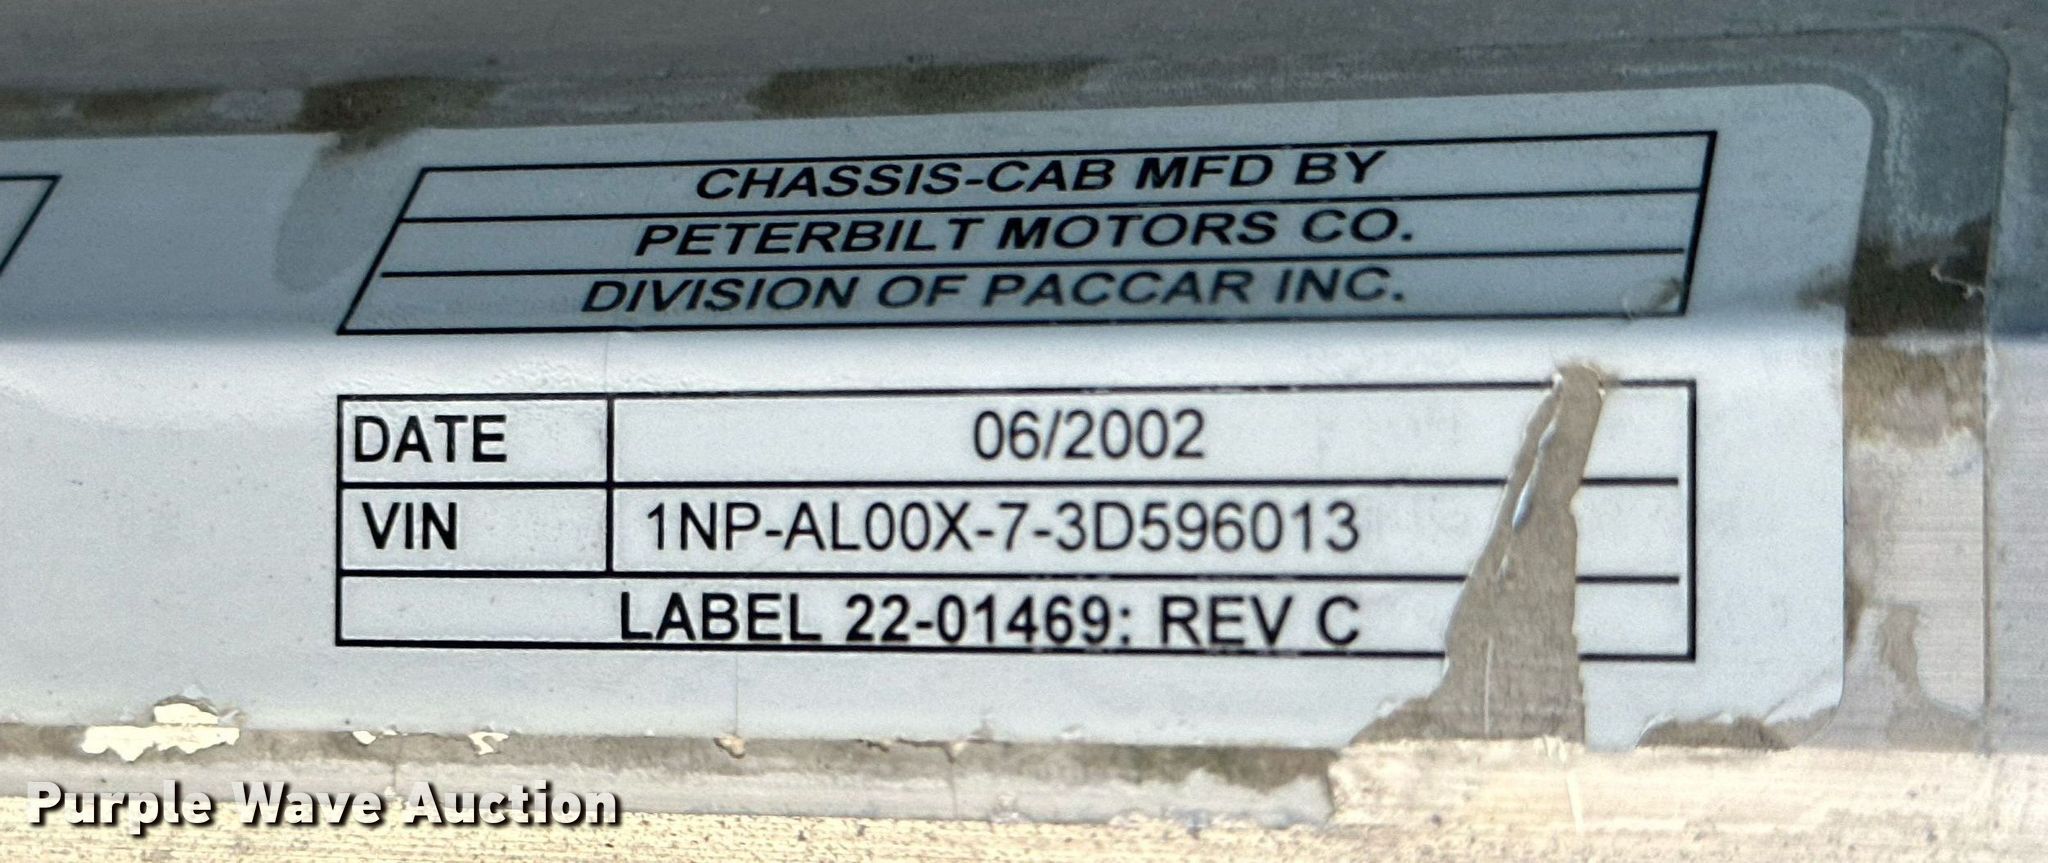 CHASSIS-CAB MFD BY
PETERBILT MOTORS CO.
DIVISION OF PACCAR INC.
DATE 06/2002
VIN 1NP-AL00X-7-3D596013
LABEL 22-01469: REV C
Purple Wave Auction